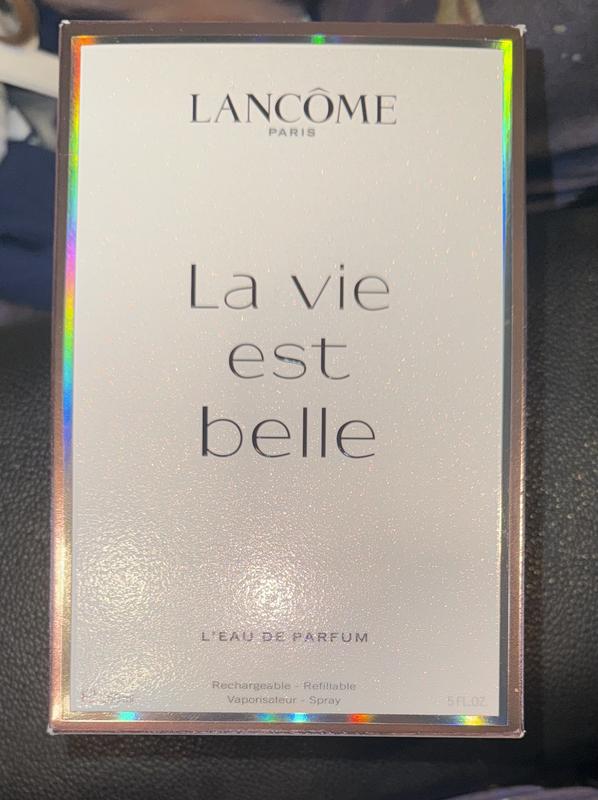 LANCÔME
PARIS
La vie
est
belle
L'EAU DE PARFUM
Rechargeable - Refillable
Vaporisateur - Spray
5 FL.OZ.